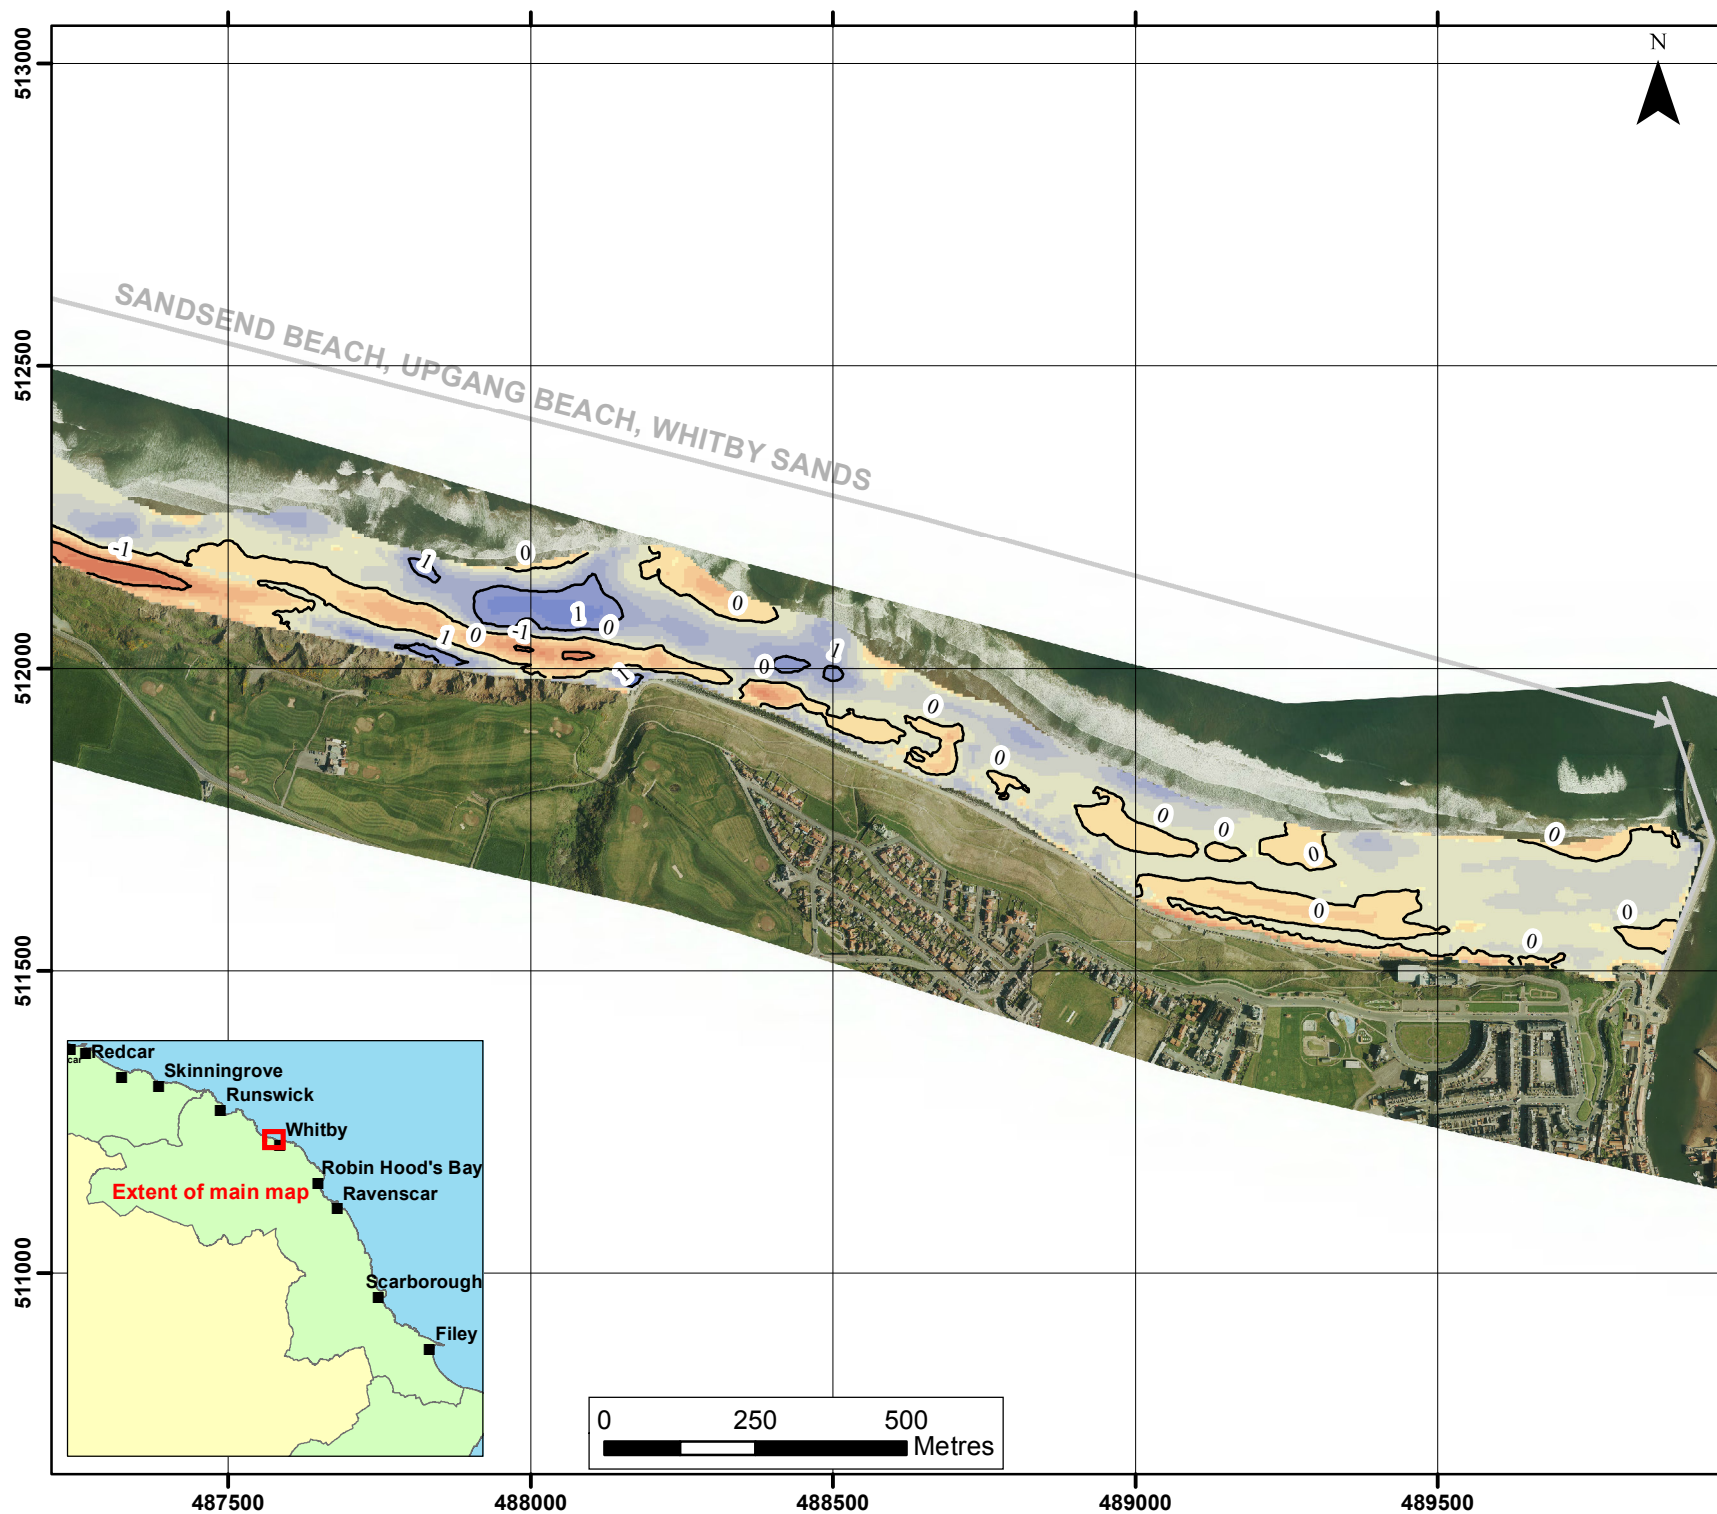 N
513000
512500
512000
511500
511000
SANDSEND BEACH, UPGANG BEACH, WHITBY SANDS
-1
1
0
1
0
1
0
-1
0
1
0
1
0
0
0
0
0
0
0
0
0
0
Redcar
car
Skinningrove
Runswick
Whitby
Robin Hood's Bay
Extent of main map
Ravenscar
Scarborough
Filey
0 250 500
Metres
487500 488000 488500 489000 489500